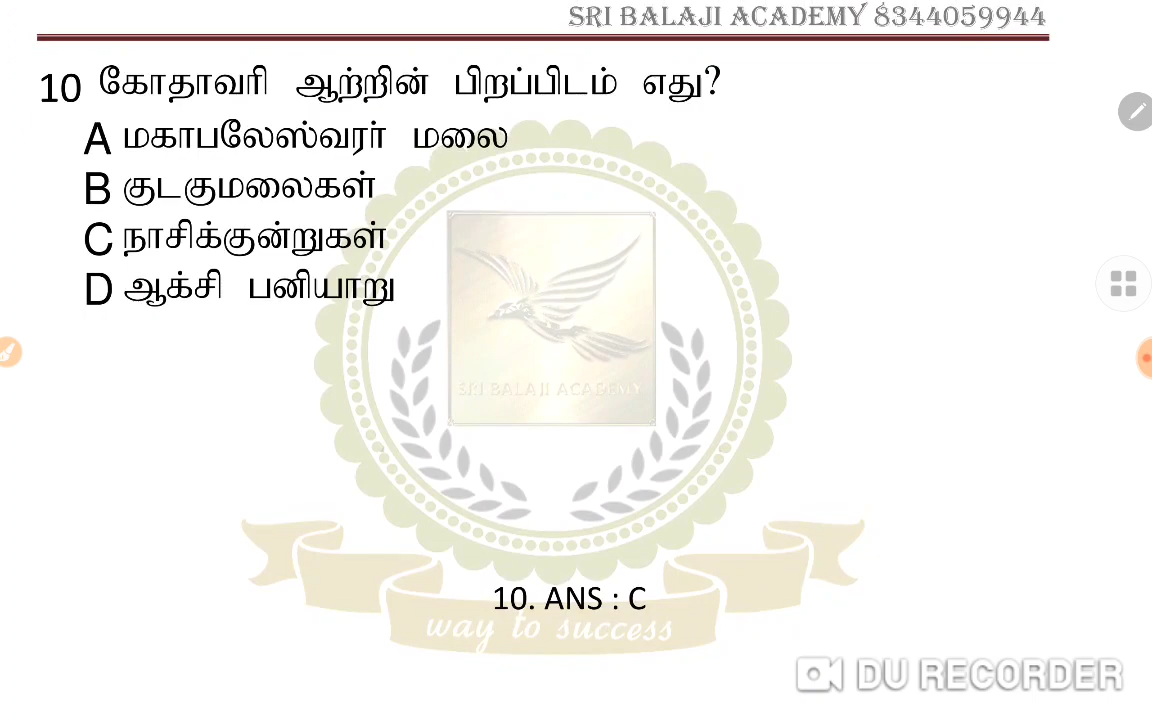 SRI BALAJI ACADEMY 8344059944
10 கோதாவரி ஆற்றின் பிறப்பிடம் எது?
A மகாபலேஸ்வரர் மலை
B குடகுமலைகள்
C நாசிக்குன்றுகள்
D ஆக்சி பனியாறு
SRI BALAJI ACADEMY
10. ANS : C
way to success
DU RECORDER